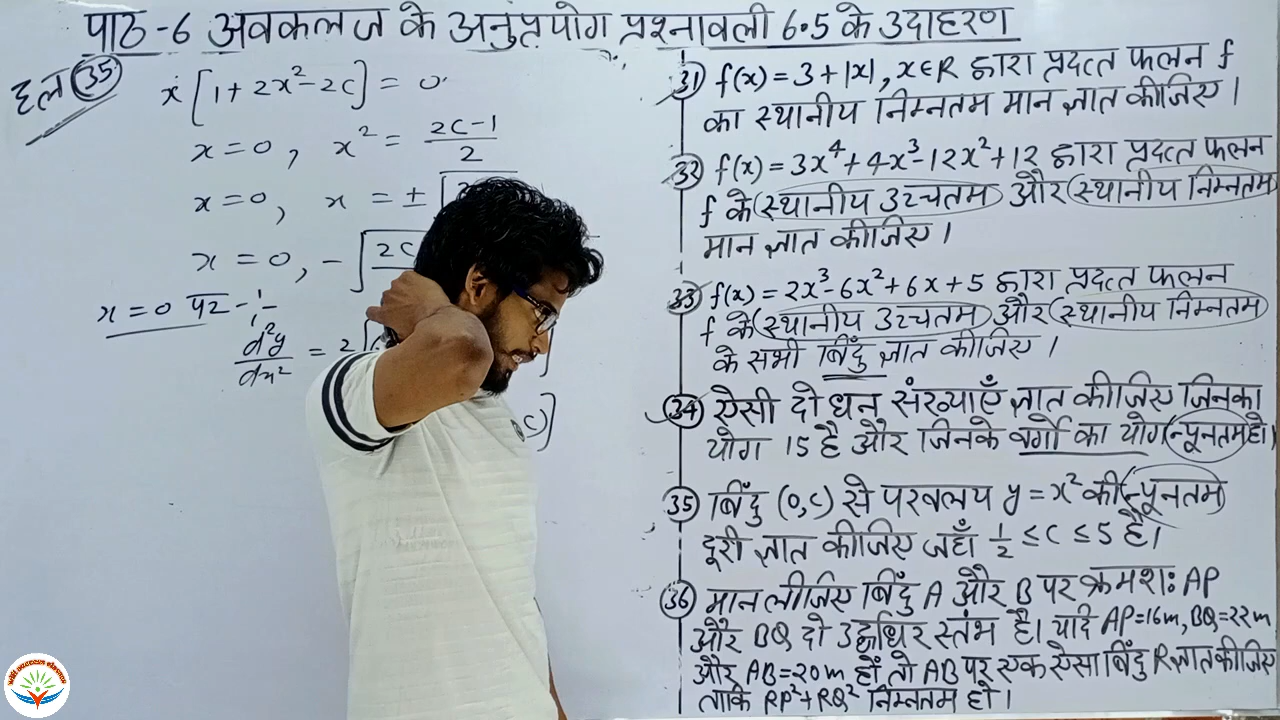 पाठ-6 अवकलज के अनुप्रयोग प्रश्नावली 6.5 के उदाहरण
हल (35)
x[1+2x²-2c] = 0
x=0, x² = (2c-1)/2
x=0, x = ±√
x=0, -√
x=0 पर -:-
d²y/dx² = 2[
c)]
31) f(x) = 3+|x|, x∈R द्वारा प्रदत्त फलन f
का स्थानीय निम्नतम मान ज्ञात कीजिए।
32) f(x) = 3x⁴+4x³-12x²+12 द्वारा प्रदत्त फलन
f के (स्थानीय उच्चतम) और (स्थानीय निम्नतम
मान ज्ञात कीजिए।
33) f(x) = 2x³-6x²+6x+5 द्वारा प्रदत्त फलन
f के (स्थानीय उच्चतम) और (स्थानीय निम्नतम)
के सभी बिंदु ज्ञात कीजिए।
34) ऐसी दो धन संख्याएँ ज्ञात कीजिए जिनका
योग 15 है और जिनके वर्गों का योग न्यूनतम हो।
35) बिंदु (0,c) से परवलय y = x² की न्यूनतम
दूरी ज्ञात कीजिए जहाँ 1/2 ≤c ≤5 है।
36) मान लीजिए बिंदु A और B पर क्रमश: AP
और BQ दो उर्द्धाधर स्तंभ है। यदि AP=16m, BQ=22m
और AB=20m हों तो AB पर एक ऐसा बिंदु R ज्ञात कीजिए
ताकि RP²+RQ² निम्नतम हो।